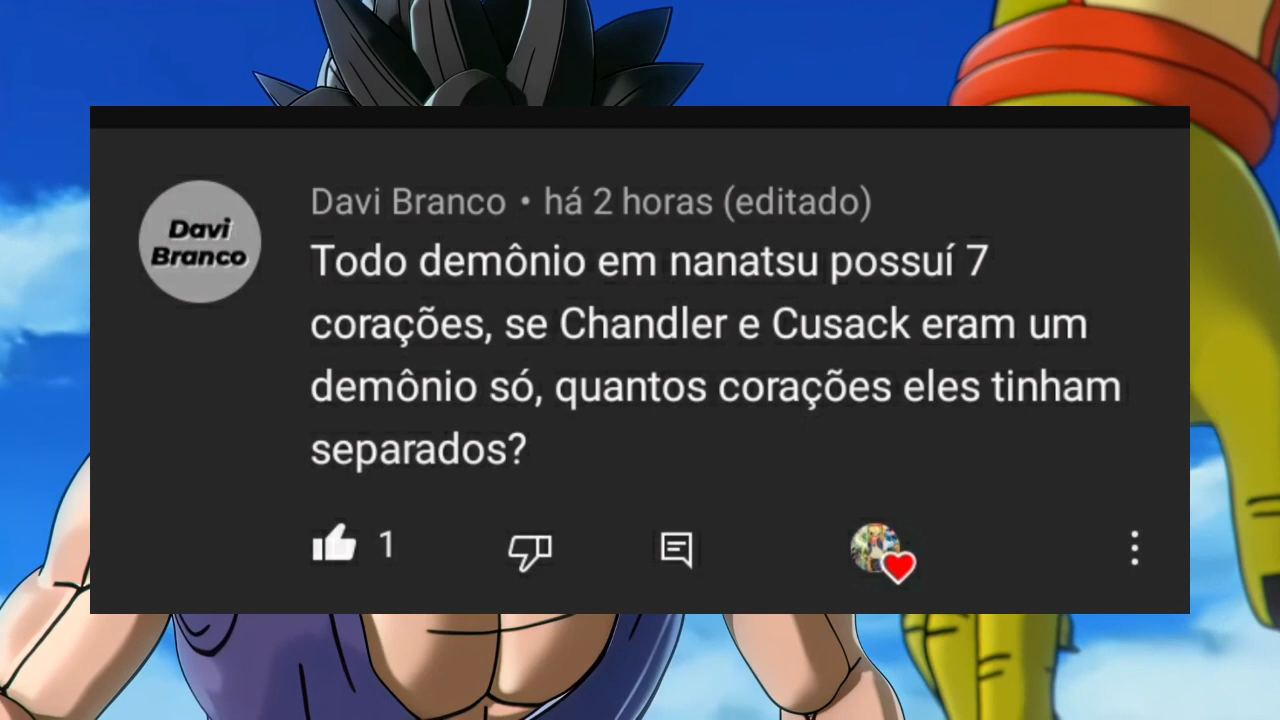 Davi
Branco
Davi Branco • há 2 horas (editado)
Todo demônio em nanatsu possuí 7
corações, se Chandler e Cusack eram um
demônio só, quantos corações eles tinham
separados?
1